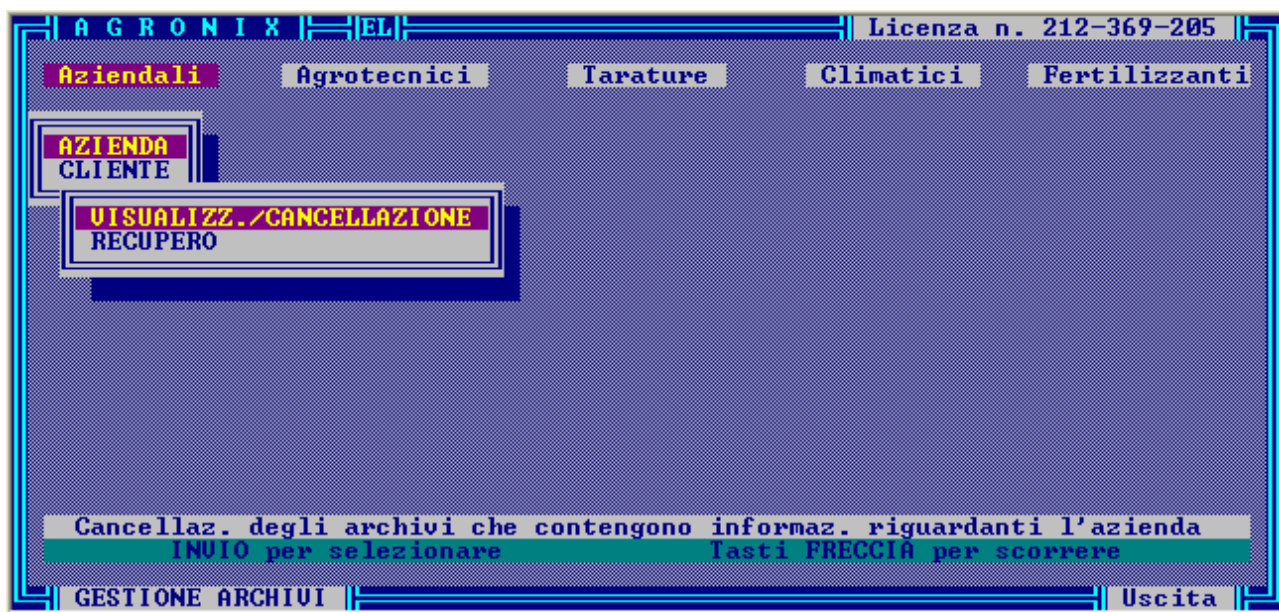 A G R O N I X EL Licenza n. 212-369-205
Aziendali Agrotecnici Tarature Climatici Fertilizzanti
AZIENDA
CLIENTE
VISUALIZZ./CANCELLAZIONE
RECUPERO
Cancellaz. degli archivi che contengono informaz. riguardanti l'azienda
INVIO per selezionare Tasti FRECCIA per scorrere
GESTIONE ARCHIVI Uscita